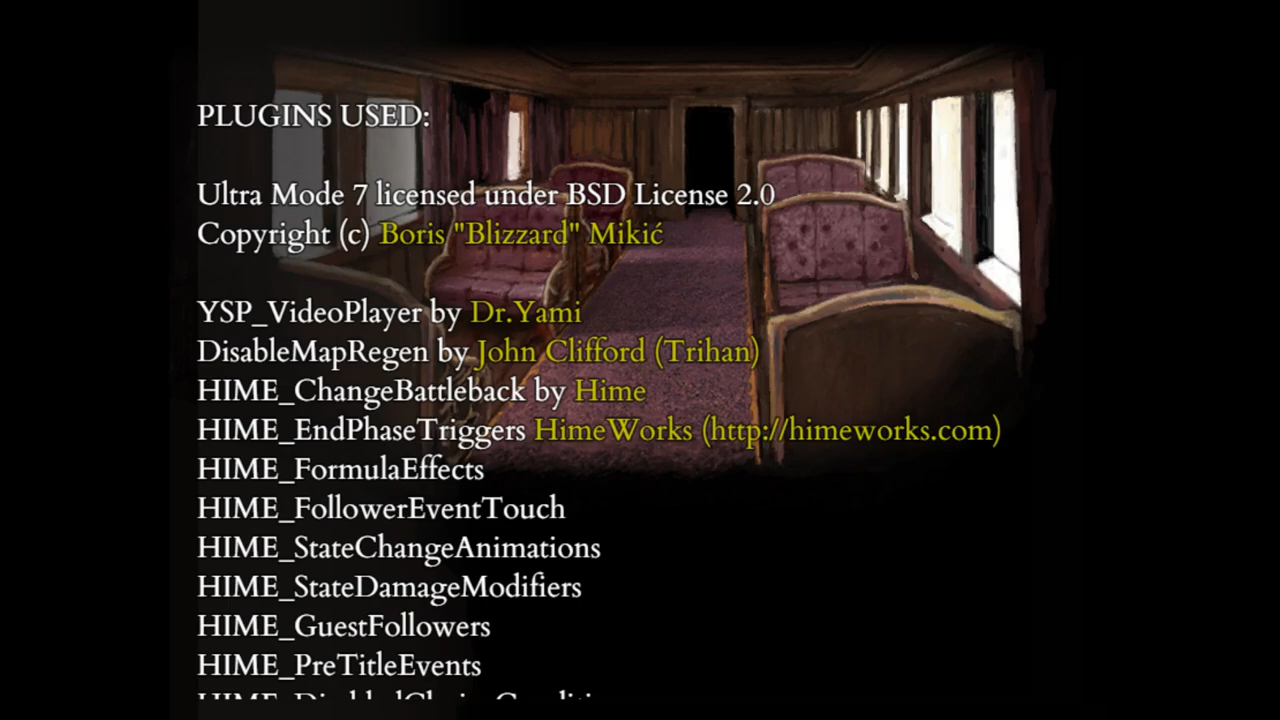 PLUGINS USED:
Ultra Mode 7 licensed under BSD License 2.0
Copyright (c) Boris "Blizzard" Mikić
YSP_VideoPlayer by Dr.Yami
DisableMapRegen by John Clifford (Trihan)
HIME_ChangeBattleback by Hime
HIME_EndPhaseTriggers HimeWorks (http://himeworks.com)
HIME_FormulaEffects
HIME_FollowerEventTouch
HIME_StateChangeAnimations
HIME_StateDamageModifiers
HIME_GuestFollowers
HIME_PreTitleEvents